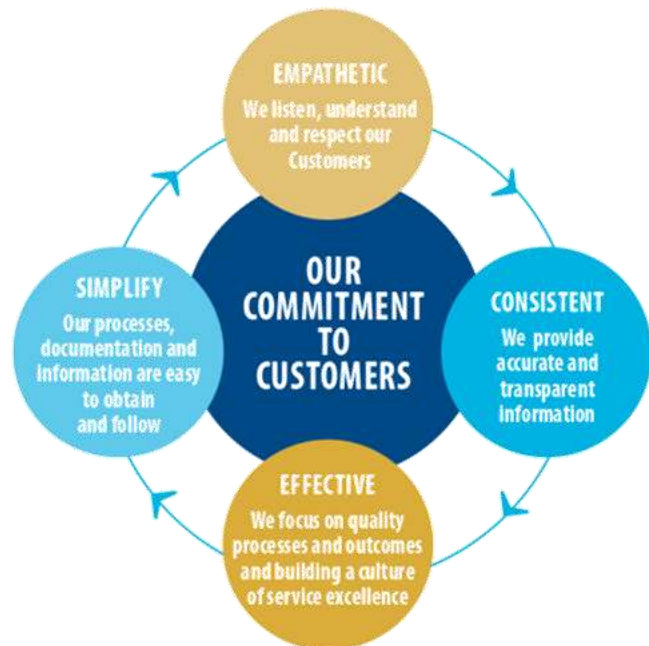 EMPATHETIC
We listen, understand
and respect our
Customers
OUR
COMMITMENT
TO
CUSTOMERS
SIMPLIFY
Our processes,
documentation and
information are easy
to obtain
and follow
CONSISTENT
We provide
accurate and
transparent
information
EFFECTIVE
We focus on quality
processes and outcomes
and building a culture
of service excellence